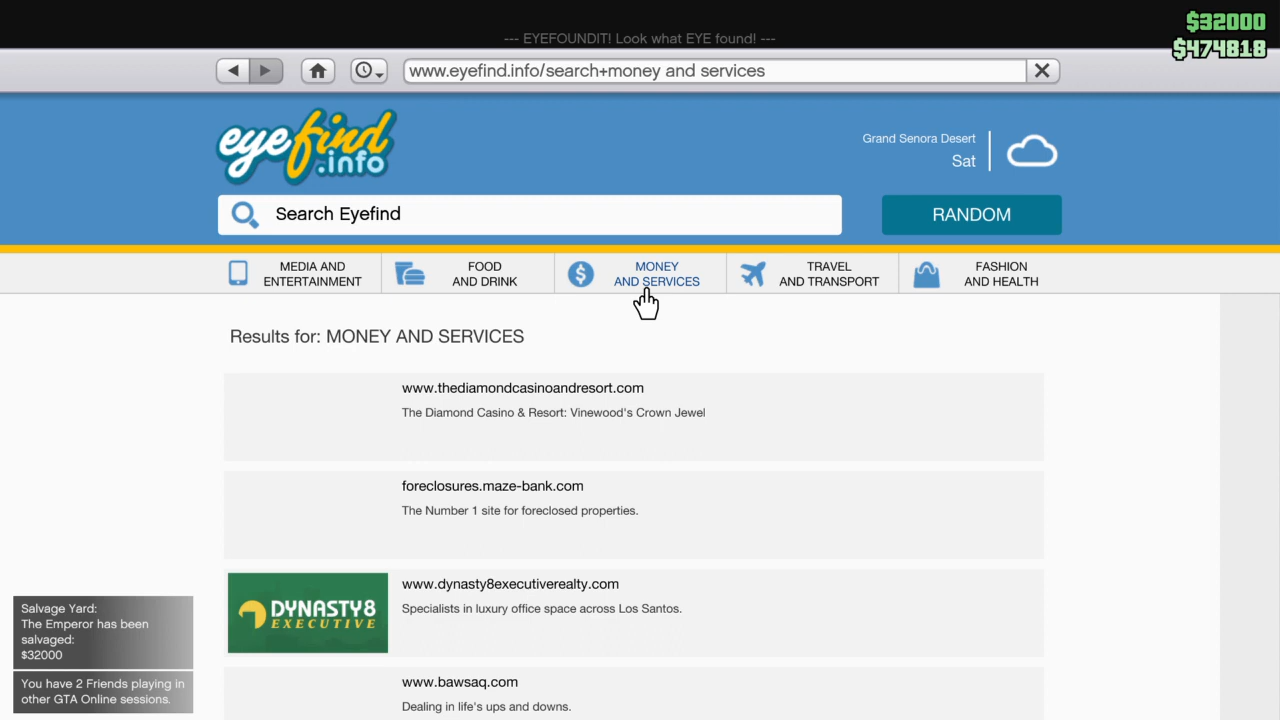 $32000
$474818
--- EYEFOUNDIT! Look what EYE found! ---
www.eyefind.info/search+money and services
eyefind
.info
Grand Senora Desert
Sat
Search Eyefind
RANDOM
MEDIA AND
ENTERTAINMENT
FOOD
AND DRINK
MONEY
AND SERVICES
TRAVEL
AND TRANSPORT
FASHION
AND HEALTH
Results for: MONEY AND SERVICES
www.thediamondcasinoandresort.com
The Diamond Casino & Resort: Vinewood's Crown Jewel
foreclosures.maze-bank.com
The Number 1 site for foreclosed properties.
DYNASTY8
EXECUTIVE
www.dynasty8executiverealty.com
Specialists in luxury office space across Los Santos.
www.bawsaq.com
Dealing in life's ups and downs.
Salvage Yard:
The Emperor has been
salvaged:
$32000
You have 2 Friends playing in
other GTA Online sessions.